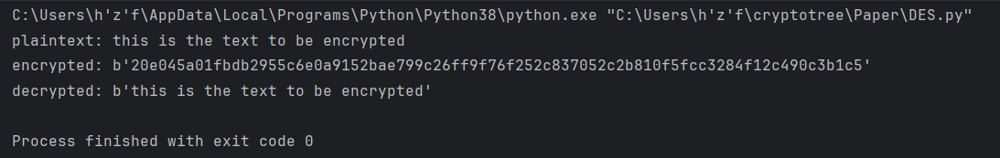 C:\Users\h'z'f\AppData\Local\Programs\Python\Python38\python.exe "C:\Users\h'z'f\cryptotree\Paper\DES.py"
plaintext: this is the text to be encrypted
encrypted: b'20e045a01fbdb2955c6e0a9152bae799c26ff9f76f252c837052c2b810f5fcc3284f12c490c3b1c5'
decrypted: b'this is the text to be encrypted'
Process finished with exit code 0